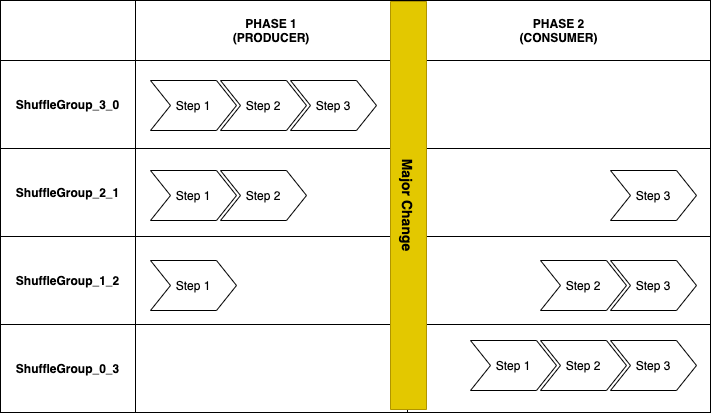 PHASE 1
(PRODUCER)
PHASE 2
(CONSUMER)
Major Change
ShuffleGroup_3_0
Step 1
Step 2
Step 3
ShuffleGroup_2_1
Step 1
Step 2
Step 3
ShuffleGroup_1_2
Step 1
Step 2
Step 3
ShuffleGroup_0_3
Step 1
Step 2
Step 3